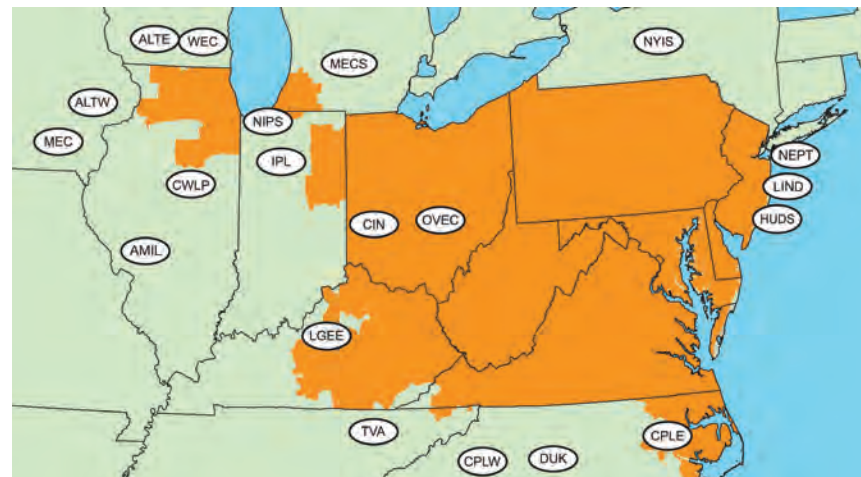 ALTE
WEC
NYIS
MECS
ALTW
NIPS
MEC
IPL
NEPT
CWLP
LIND
CIN
OVEC
HUDS
AMIL
LGEE
TVA
CPLE
CPLW
DUK